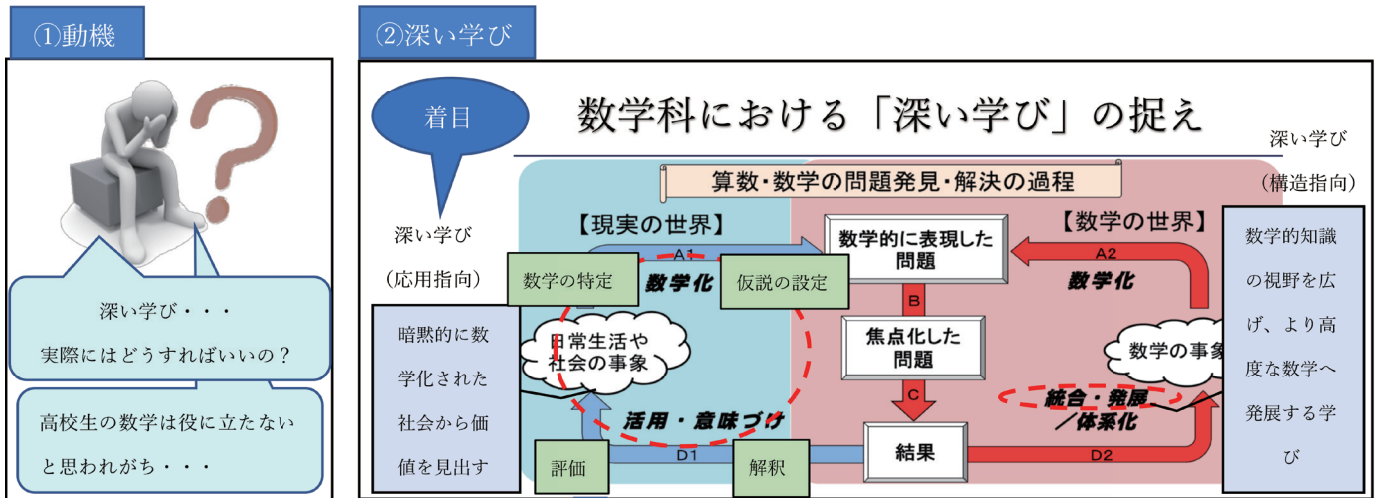 ①動機
深い学び・・・
実際にはどうすればいいの？
高校生の数学は役に立たない
と思われがち・・・
②深い学び
着目
数学科における「深い学び」の捉え
算数・数学の問題発見・解決の過程
深い学び
（応用指向）
暗黙的に数
学化された
社会から価
値を見出す
【現実の世界】
A1
数学の特定
数学化
仮説の設定
日常生活や
社会の事象
活用・意味づけ
D1
評価
解釈
数学的に表現した
問題
B
焦点化した
問題
C
結果
【数学の世界】
A2
数学化
数学の事象
統合・発展
／体系化
D2
深い学び
（構造指向）
数学的知識
の視野を広
げ、より高
度な数学へ
発展する学
び